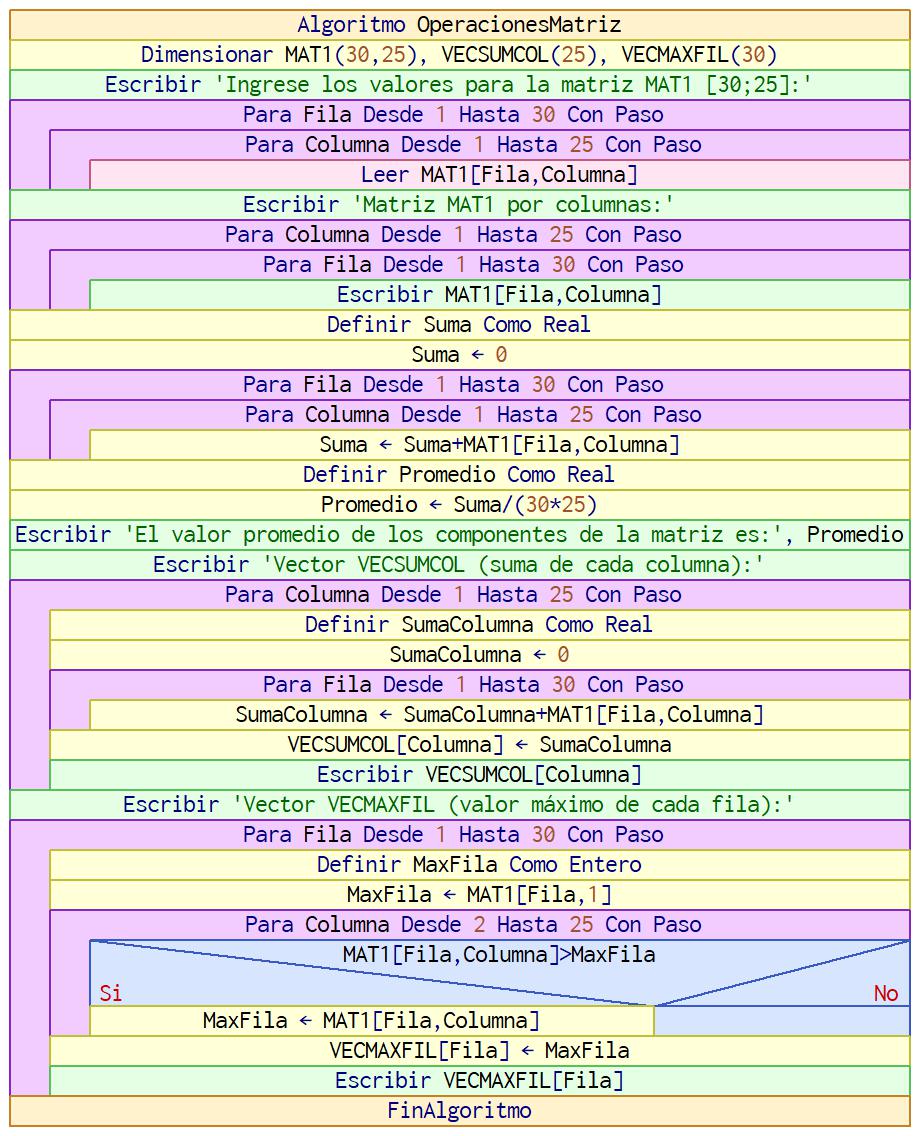 Algoritmo OperacionesMatriz
Dimensionar MAT1(30,25), VECSUMCOL(25), VECMAXFIL(30)
Escribir 'Ingrese los valores para la matriz MAT1 [30;25]:'
Para Fila Desde 1 Hasta 30 Con Paso
Para Columna Desde 1 Hasta 25 Con Paso
Leer MAT1[Fila,Columna]
Escribir 'Matriz MAT1 por columnas:'
Para Columna Desde 1 Hasta 25 Con Paso
Para Fila Desde 1 Hasta 30 Con Paso
Escribir MAT1[Fila,Columna]
Definir Suma Como Real
Suma ← 0
Para Fila Desde 1 Hasta 30 Con Paso
Para Columna Desde 1 Hasta 25 Con Paso
Suma ← Suma+MAT1[Fila,Columna]
Definir Promedio Como Real
Promedio ← Suma/(30*25)
Escribir 'El valor promedio de los componentes de la matriz es:', Promedio
Escribir 'Vector VECSUMCOL (suma de cada columna):'
Para Columna Desde 1 Hasta 25 Con Paso
Definir SumaColumna Como Real
SumaColumna ← 0
Para Fila Desde 1 Hasta 30 Con Paso
SumaColumna ← SumaColumna+MAT1[Fila,Columna]
VECSUMCOL[Columna] ← SumaColumna
Escribir VECSUMCOL[Columna]
Escribir 'Vector VECMAXFIL (valor máximo de cada fila):'
Para Fila Desde 1 Hasta 30 Con Paso
Definir MaxFila Como Entero
MaxFila ← MAT1[Fila,1]
Para Columna Desde 2 Hasta 25 Con Paso
MAT1[Fila,Columna]>MaxFila
Si No
MaxFila ← MAT1[Fila,Columna]
VECMAXFIL[Fila] ← MaxFila
Escribir VECMAXFIL[Fila]
FinAlgoritmo